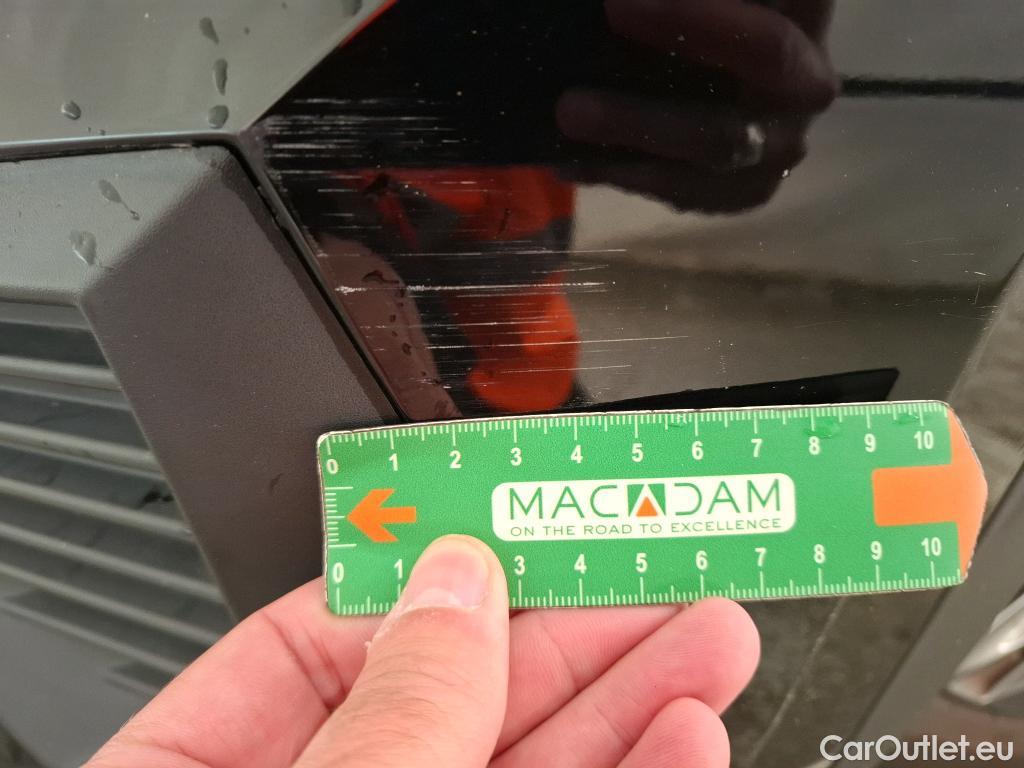 0 1 2 3 4 5 6 7 8 9 10
MACADAM
ON THE ROAD TO EXCELLENCE
0 1 3 4 5 6 7 8 9 10
CarOutlet.eu